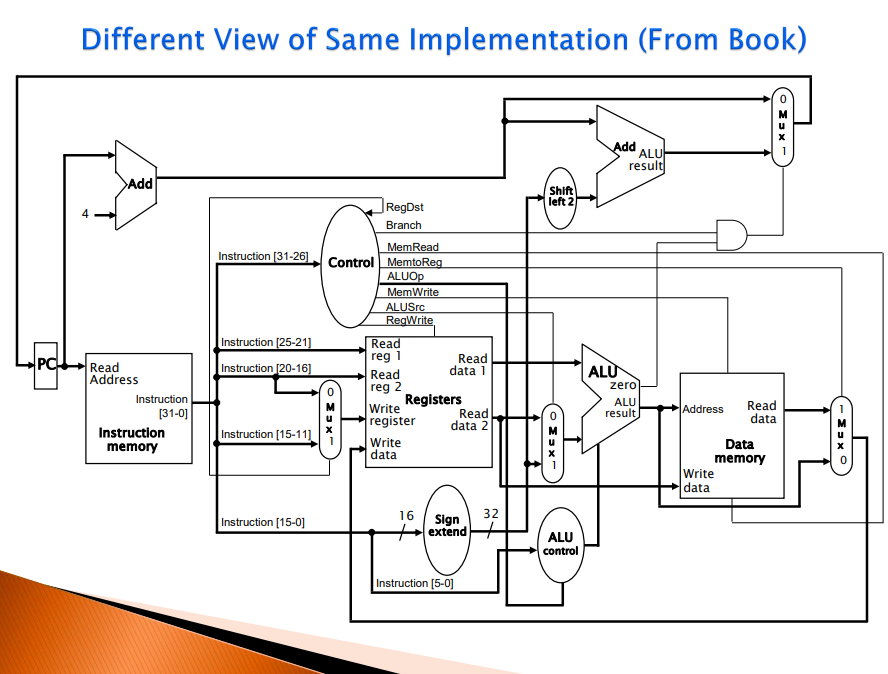 Different View of Same Implementation (From Book)
0
M
u
x
1
Add
ALU
result
Add
4
Shift
left 2
RegDst
Branch
MemRead
MemtoReg
ALUOp
MemWrite
ALUSrc
RegWrite
Control
Instruction [31-26]
PC
Read
Address
Instruction
[31-0]
Instruction
memory
Instruction [25-21]
Instruction [20-16]
Instruction [15-11]
0
M
u
x
1
Read
reg 1
Read
reg 2
Write
register
Write
data
Registers
Read
data 1
Read
data 2
0
M
u
x
1
ALU
zero
ALU
result
Address
Read
data
Data
memory
Write
data
1
M
u
x
0
Instruction [15-0]
16
Sign
extend
32
ALU
control
Instruction [5-0]